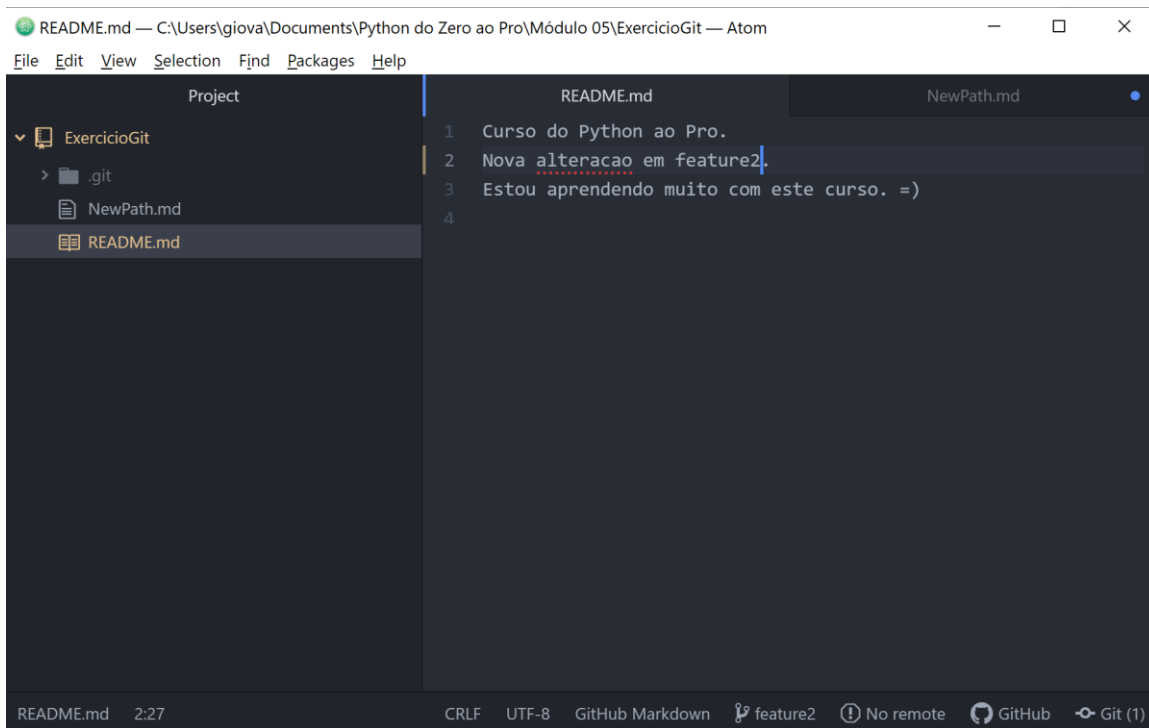 README.md — C:\Users\giova\Documents\Python do Zero ao Pro\Módulo 05\ExercicioGit — Atom
File Edit View Selection Find Packages Help
Project
README.md
NewPath.md
ExercicioGit
.git
NewPath.md
README.md
1 Curso do Python ao Pro.
2 Nova alteracao em feature2.
3 Estou aprendendo muito com este curso. =)
4
README.md 2:27 CRLF UTF-8 GitHub Markdown feature2 No remote GitHub Git (1)